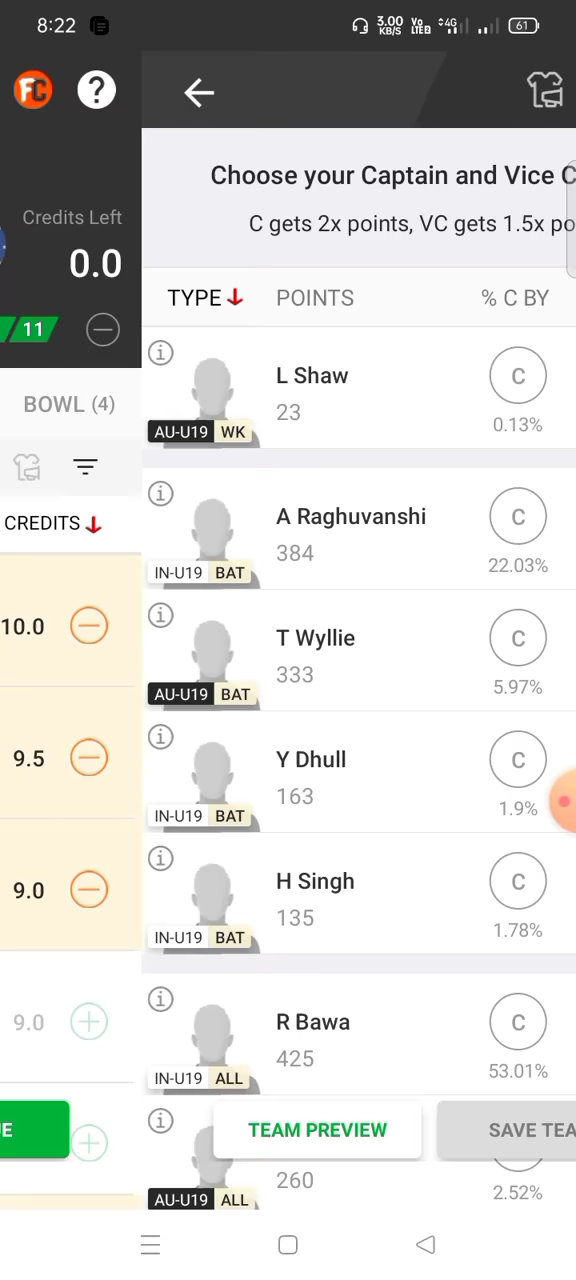 8:22
3.00 KB/S
Vo LTE2
4G
61
FC
?
Credits Left
0.0
11
BOWL (4)
CREDITS
10.0
9.5
9.0
9.0
E
Choose your Captain and Vice C
C gets 2x points, VC gets 1.5x po
TYPE POINTS % C BY
L Shaw
23
C
0.13%
AU-U19 WK
A Raghuvanshi
384
C
22.03%
IN-U19 BAT
T Wyllie
333
C
5.97%
AU-U19 BAT
Y Dhull
163
C
1.9%
IN-U19 BAT
H Singh
135
C
1.78%
IN-U19 BAT
R Bawa
425
C
53.01%
IN-U19 ALL
TEAM PREVIEW
SAVE TEA
260
2.52%
AU-U19 ALL